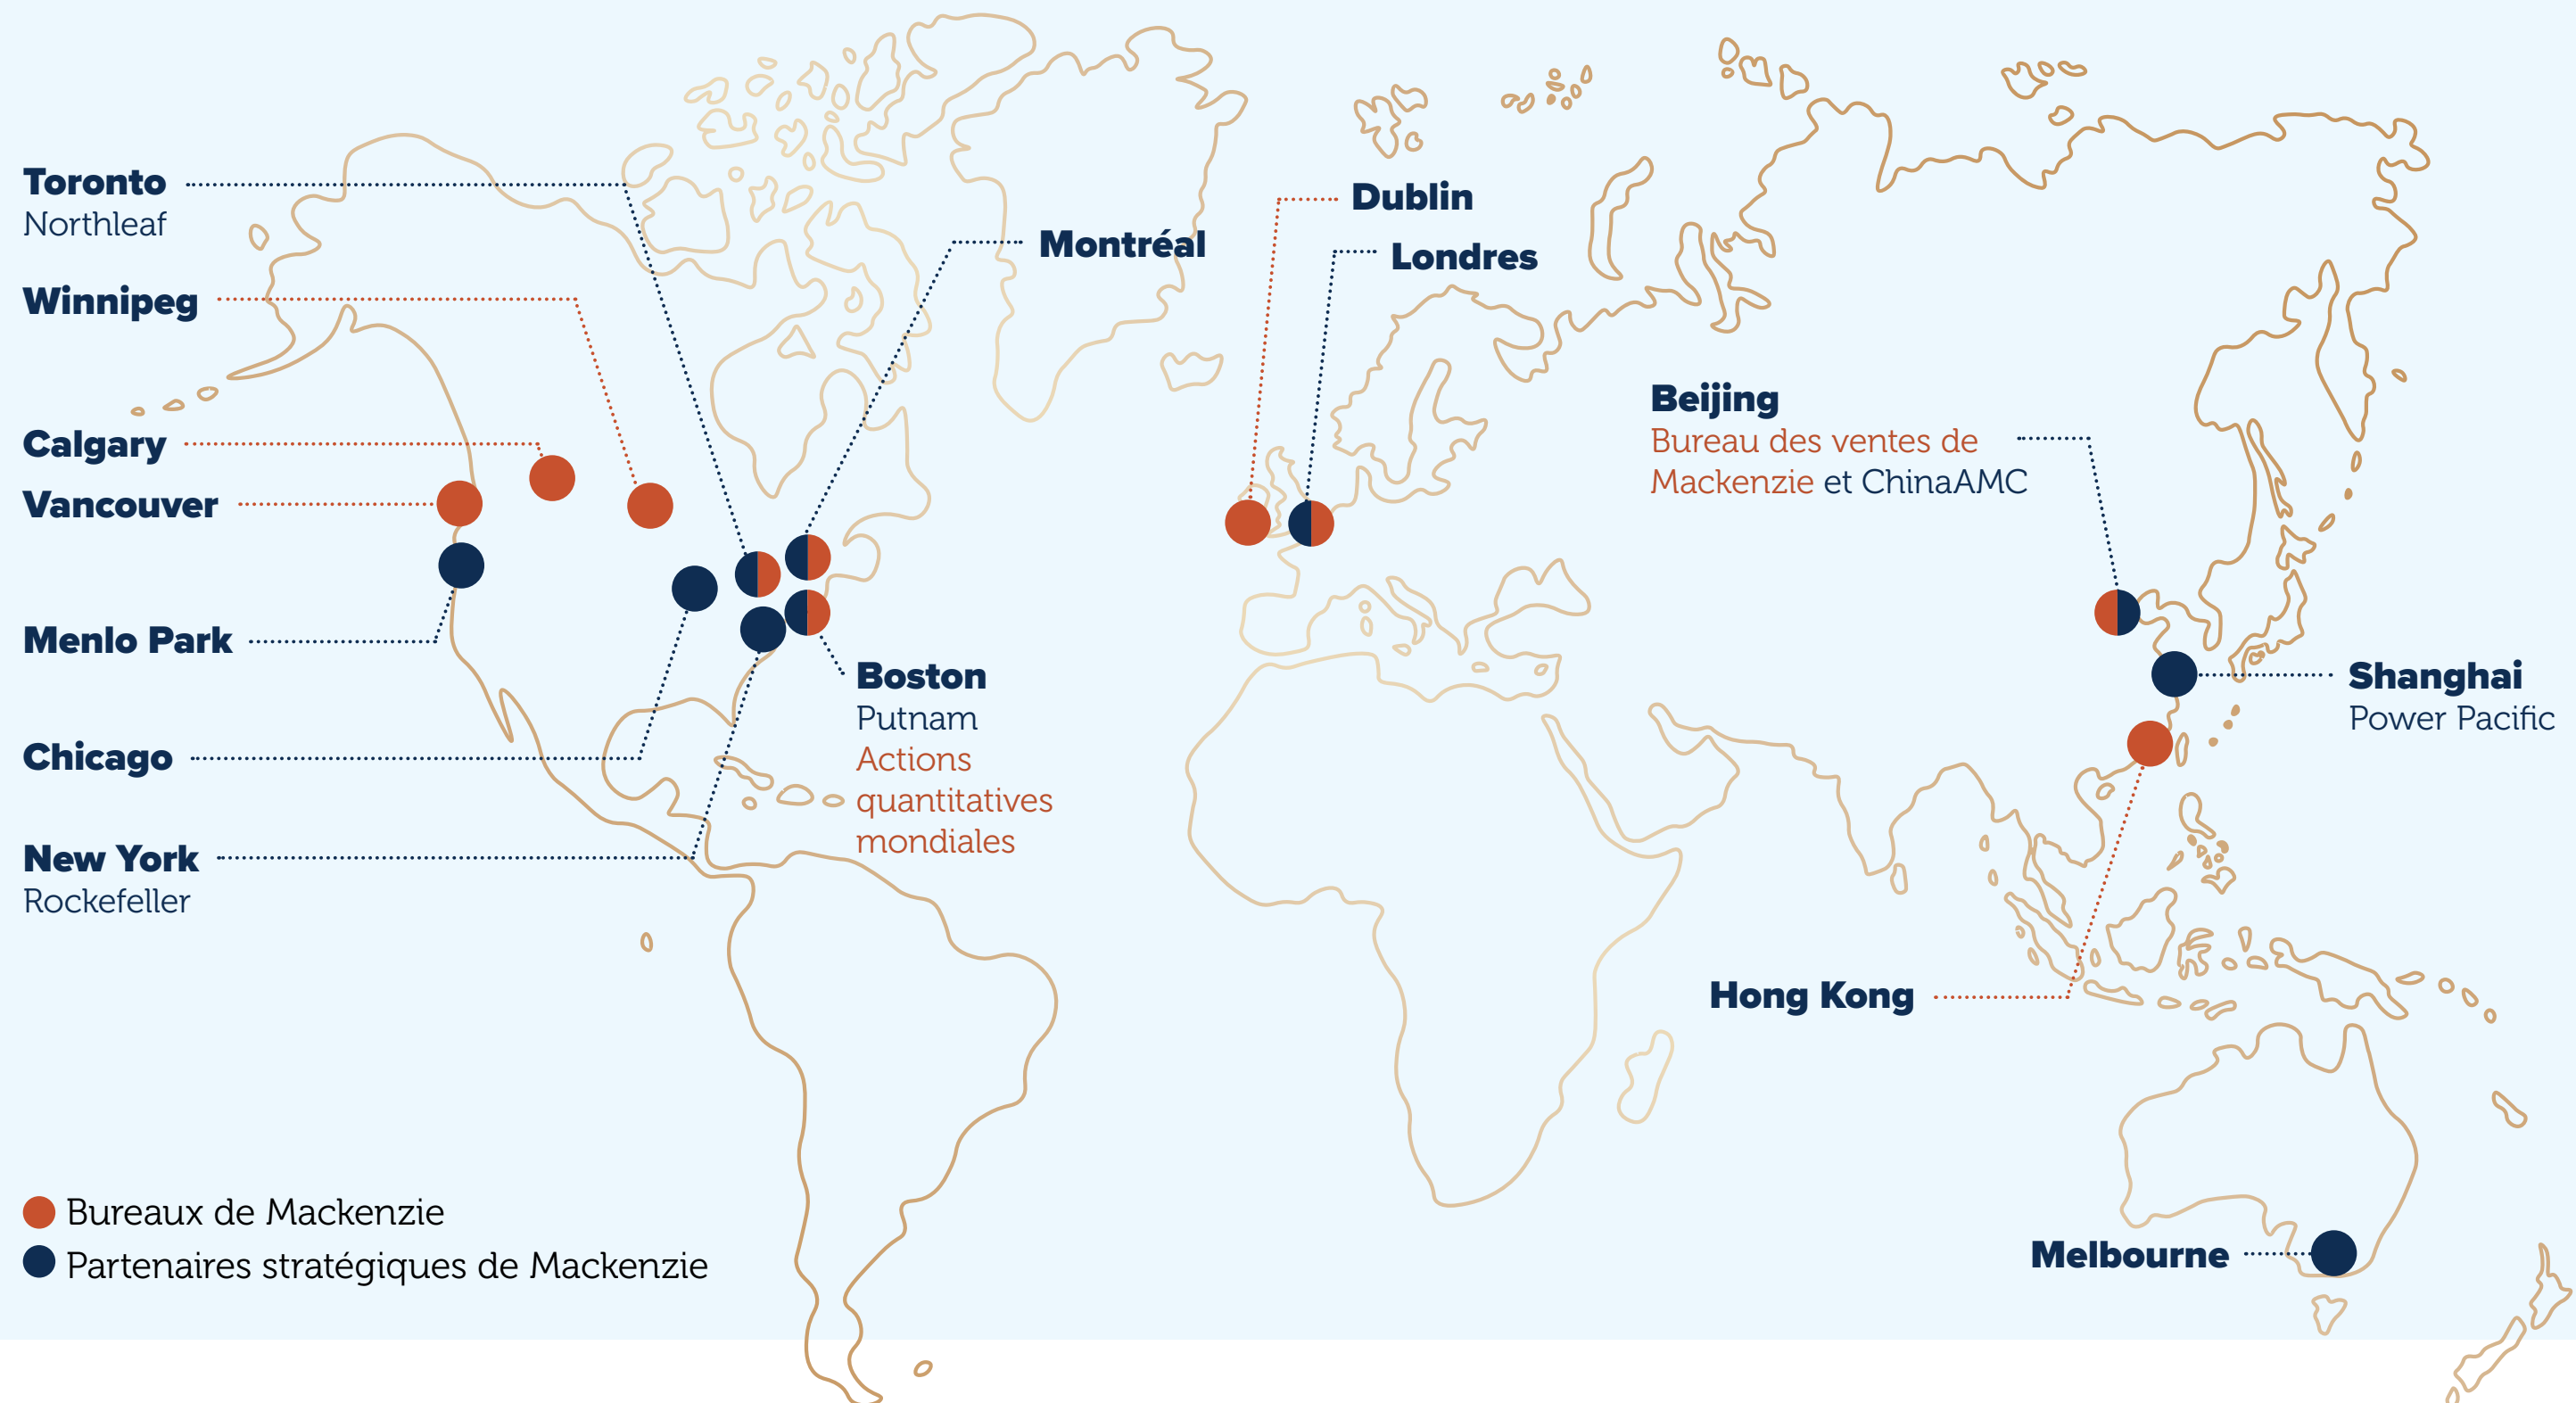 Toronto
Northleaf
Winnipeg
Calgary
Vancouver
Menlo Park
Chicago
New York
Rockefeller
Montréal
Boston
Putnam
Actions
quantitatives
mondiales
Dublin
Londres
Beijing
Bureau des ventes de
Mackenzie et ChinaAMC
Shanghai
Power Pacific
Hong Kong
Melbourne
Bureaux de Mackenzie
Partenaires stratégiques de Mackenzie